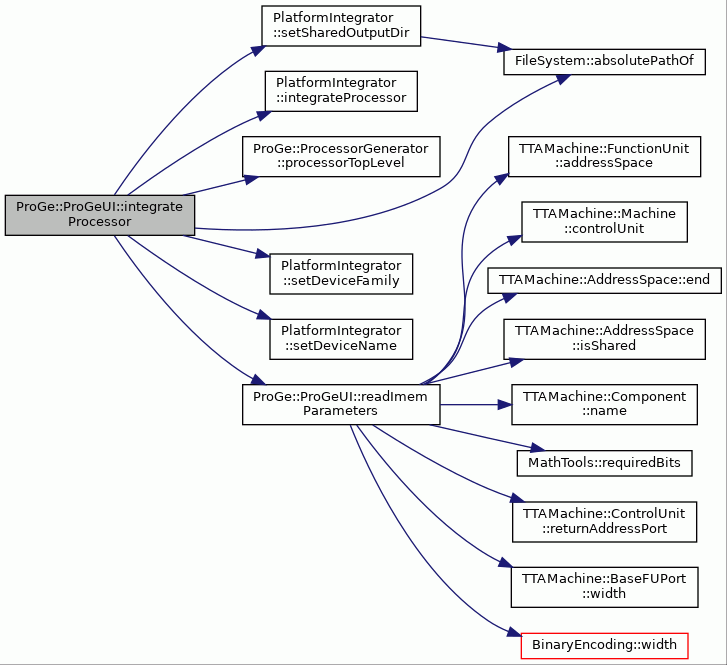 PlatformIntegrator
::setSharedOutputDir
FileSystem::absolutePathOf
PlatformIntegrator
::integrateProcessor
ProGe::ProcessorGenerator
::processorTopLevel
TTAMachine::FunctionUnit
::addressSpace
ProGe::ProGeUI::integrate
Processor
TTAMachine::Machine
::controlUnit
PlatformIntegrator
::setDeviceFamily
TTAMachine::AddressSpace::end
PlatformIntegrator
::setDeviceName
TTAMachine::AddressSpace
::isShared
ProGe::ProGeUI::readImem
Parameters
TTAMachine::Component
::name
MathTools::requiredBits
TTAMachine::ControlUnit
::returnAddressPort
TTAMachine::BaseFUPort
::width
BinaryEncoding::width